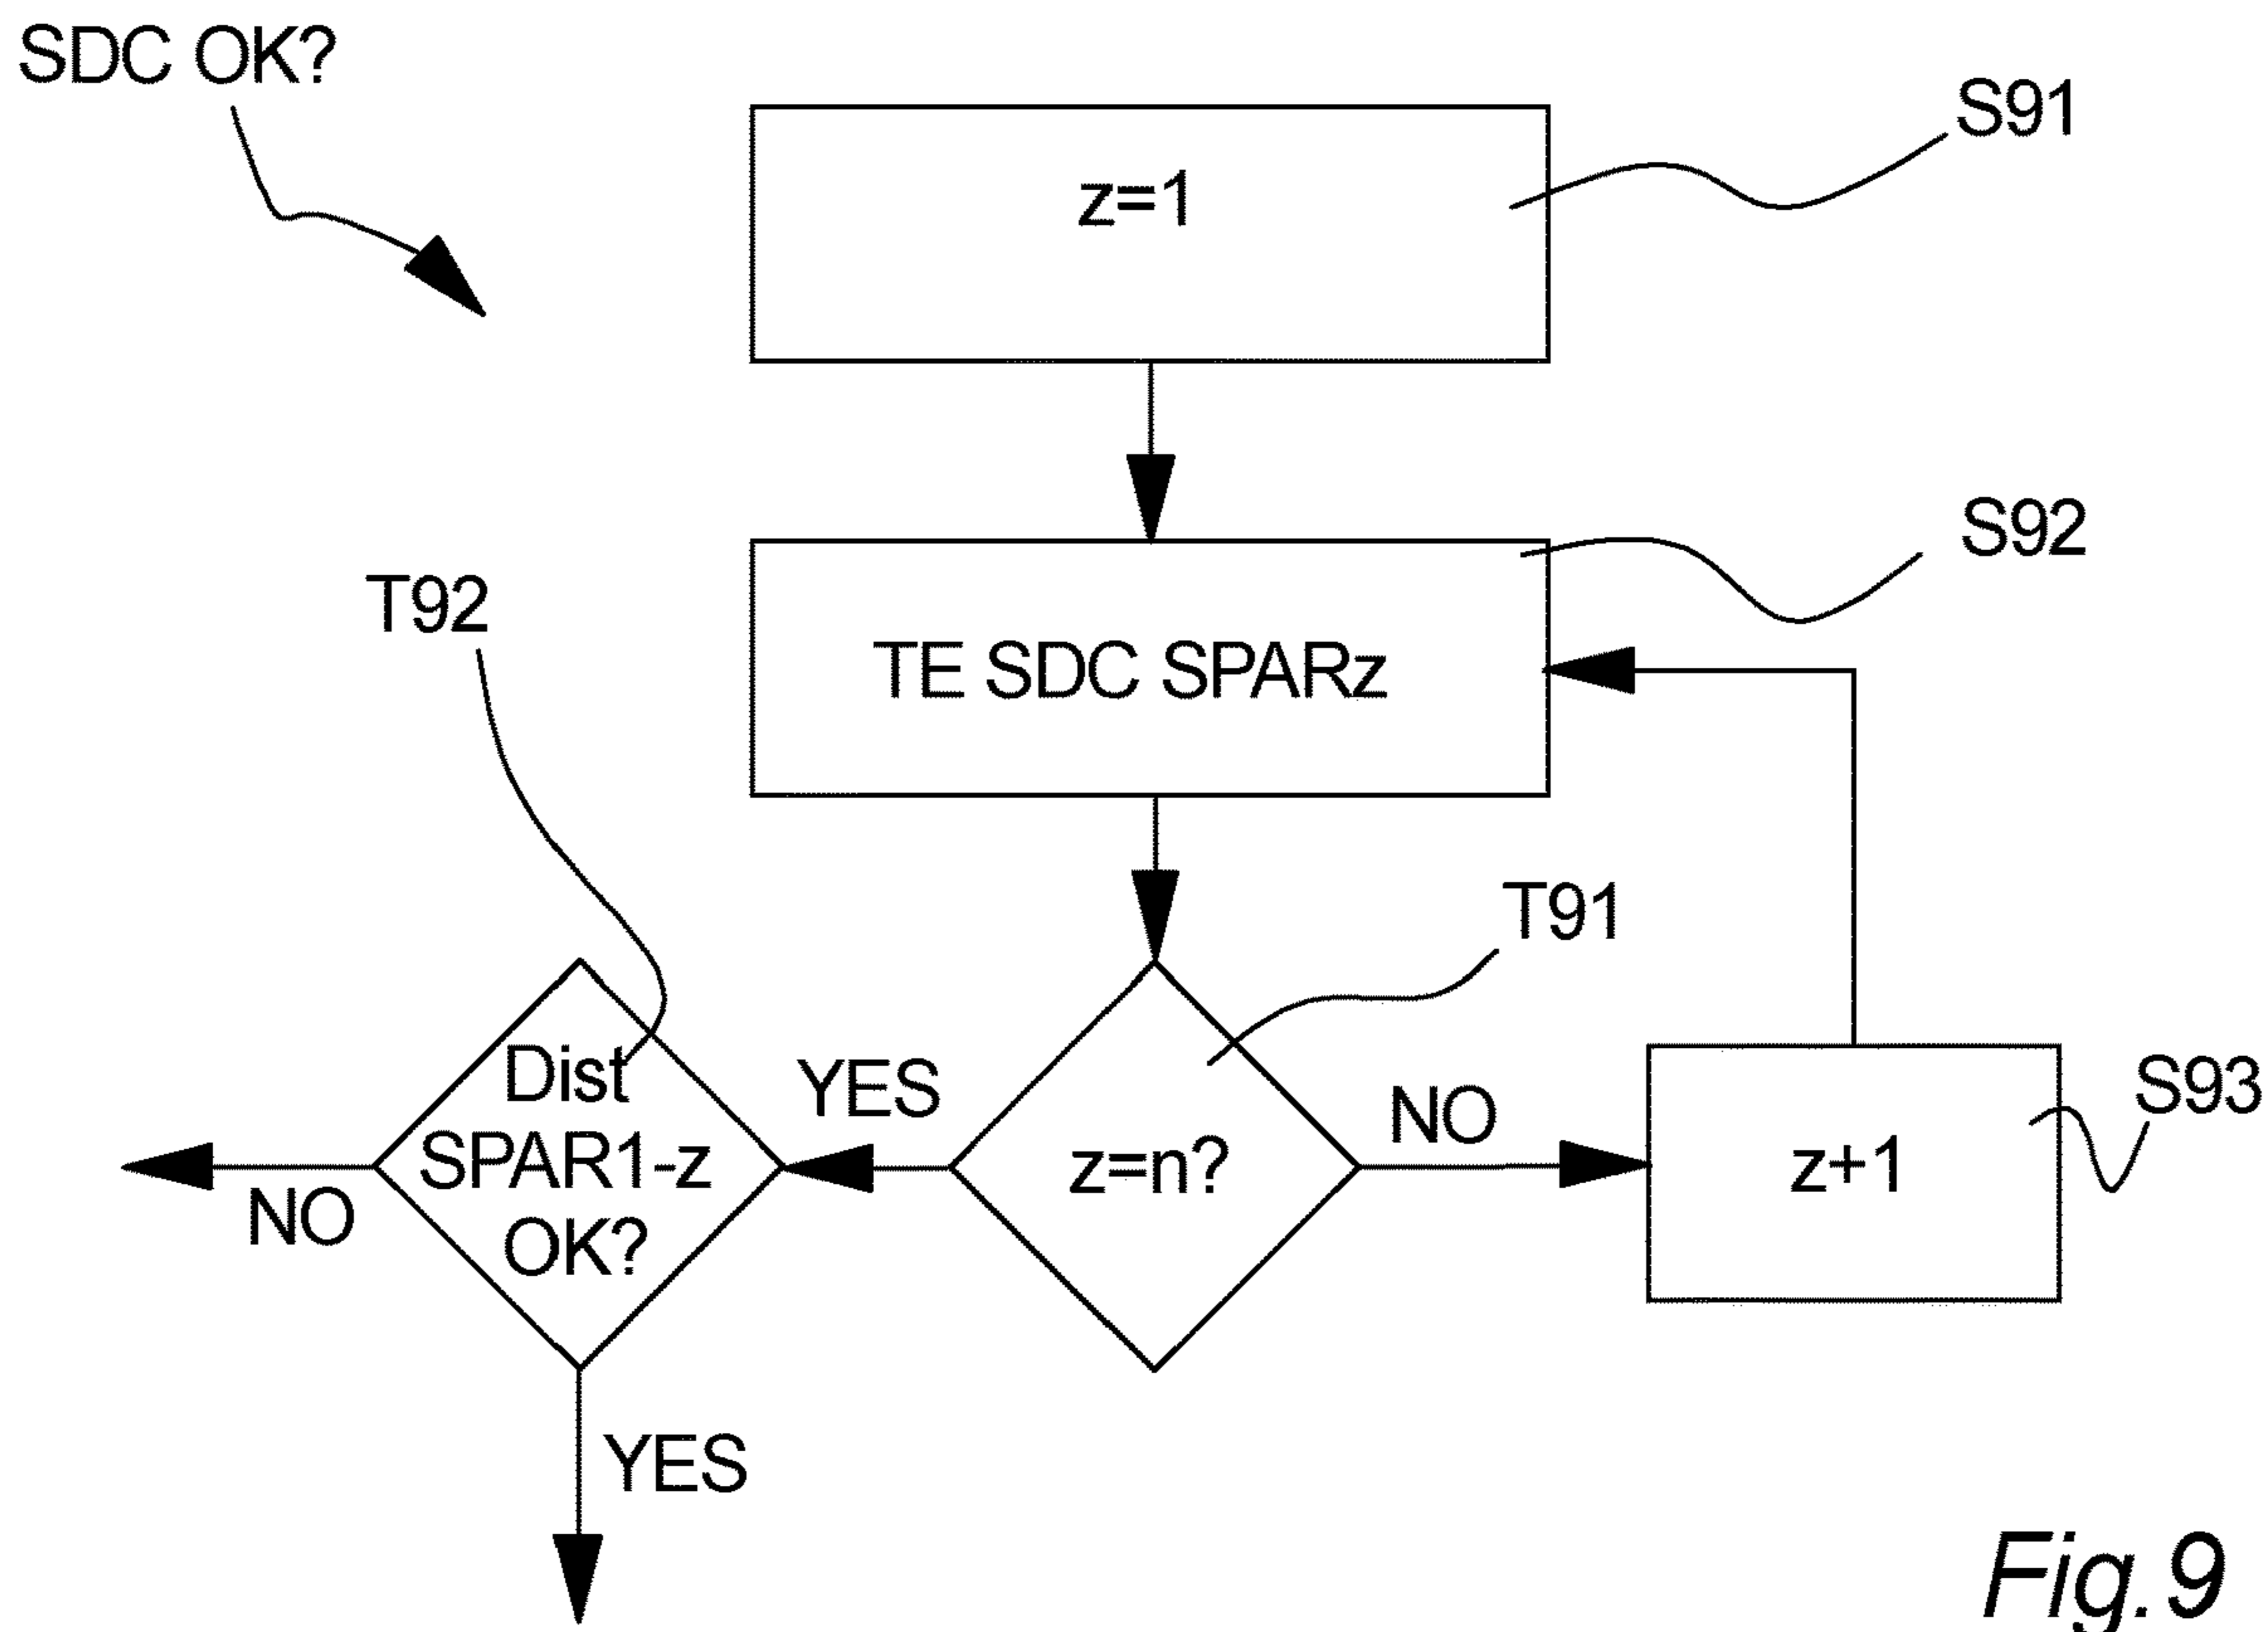 SDC OK?
S91
z=1
S92
TE SDC SPARz
T92
T91
Dist
SPAR1-z
OK?
YES
z=n?
NO
z+1
S93
NO
YES
Fig.9